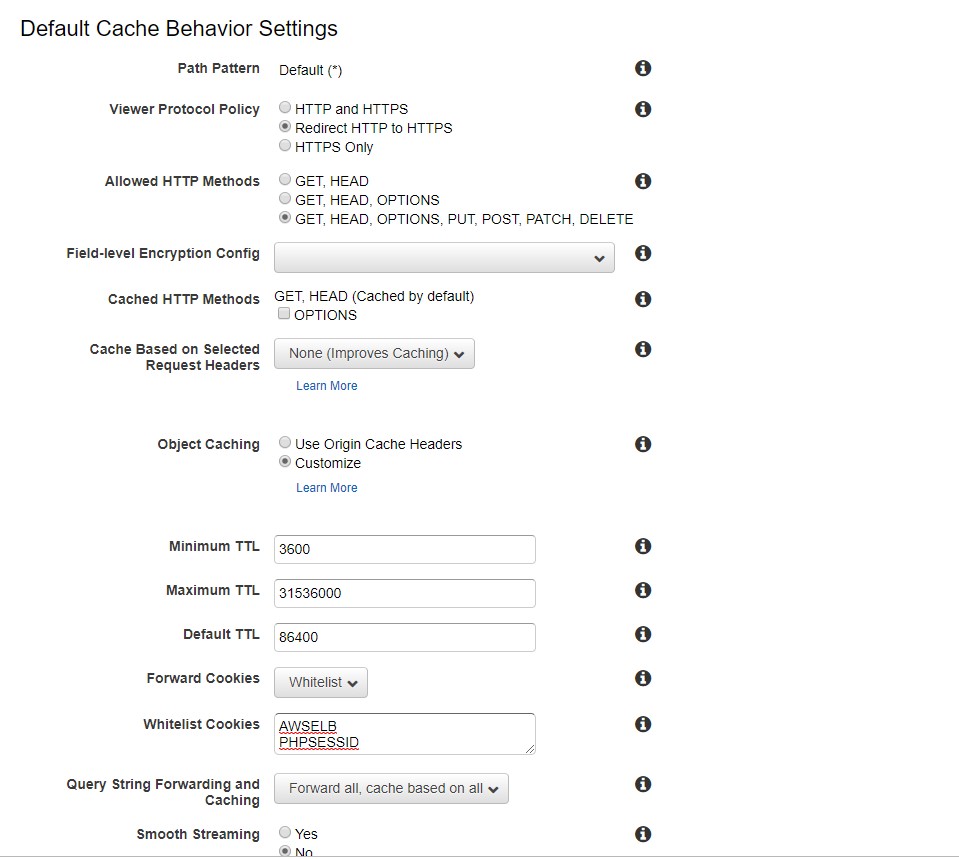 Default Cache Behavior Settings
Path Pattern Default (*)
Viewer Protocol Policy HTTP and HTTPS
Redirect HTTP to HTTPS
HTTPS Only
Allowed HTTP Methods GET, HEAD
GET, HEAD, OPTIONS
GET, HEAD, OPTIONS, PUT, POST, PATCH, DELETE
Field-level Encryption Config
Cached HTTP Methods GET, HEAD (Cached by default)
OPTIONS
Cache Based on Selected
Request Headers
None (Improves Caching)
Learn More
Object Caching Use Origin Cache Headers
Customize
Learn More
Minimum TTL 3600
Maximum TTL 31536000
Default TTL 86400
Forward Cookies Whitelist
Whitelist Cookies AWSELB
PHPSESSID
Query String Forwarding and
Caching
Forward all, cache based on all
Smooth Streaming Yes
No